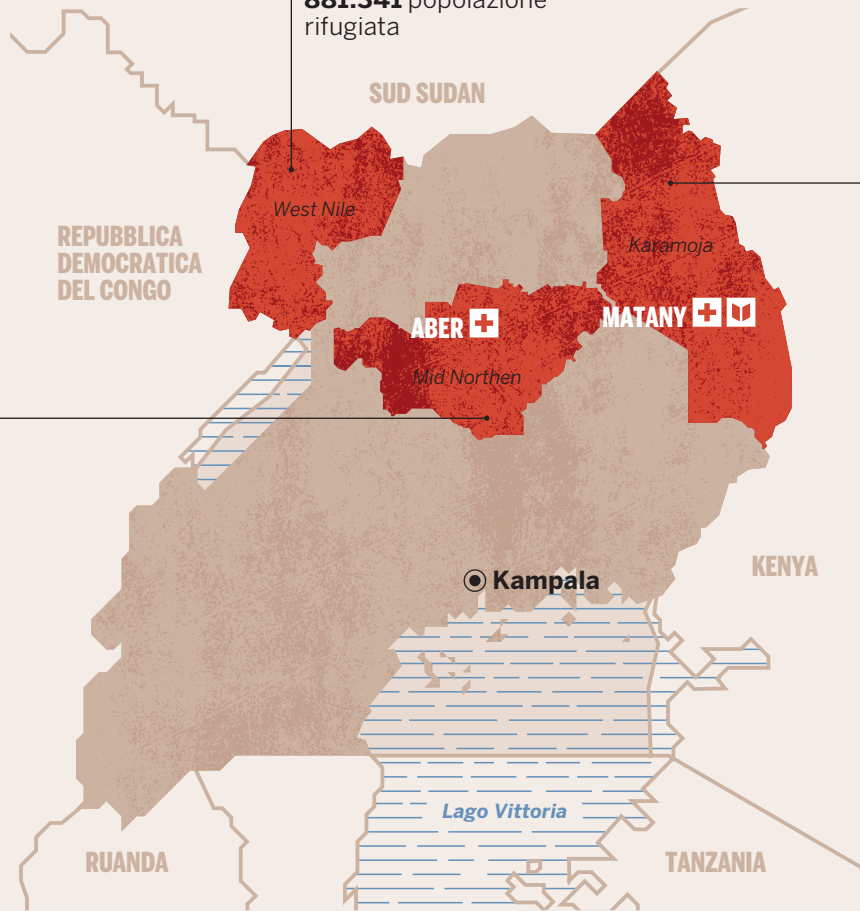 881.341 popolazione
rifugiata
SUD SUDAN
West Nile
REPUBBLICA
DEMOCRATICA
DEL CONGO
Karamoja
MATANY
ABER
Mid Northen
Kampala
KENYA
Lago Vittoria
RUANDA
TANZANIA